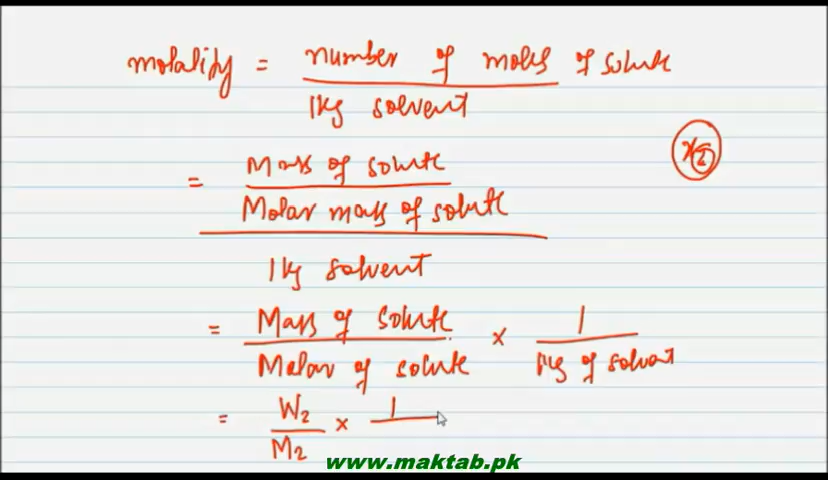 molality = number of moles of solute
1kg solvent
= Mass of solute
Molar mass of solute
1kg solvent
= Mass of solute × 1
Molar of solute 1kg of solvent
= W₂ × 1
M₂
www.maktab.pk